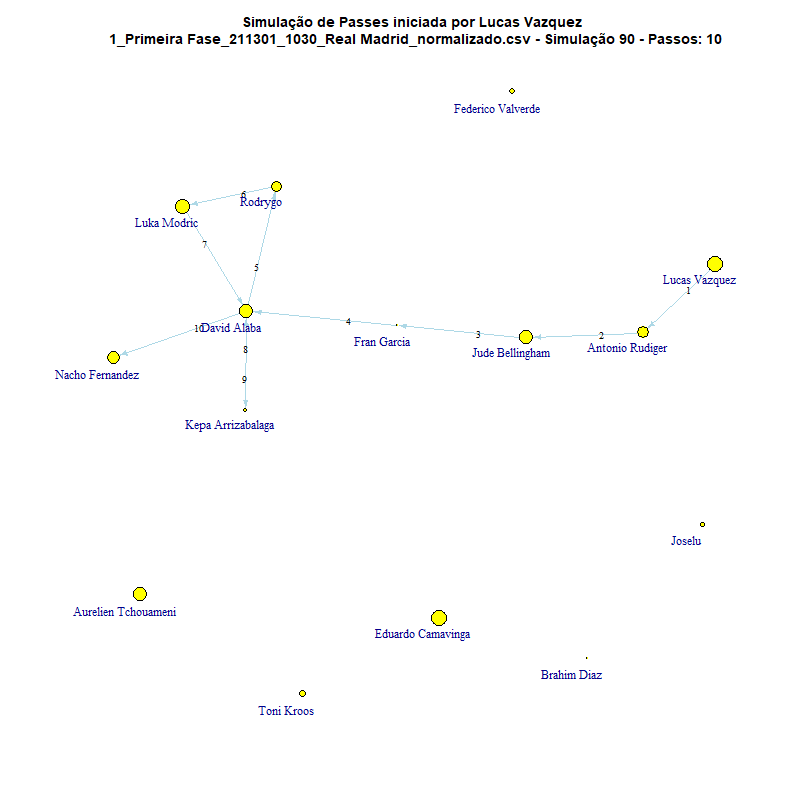 Simulação de Passes iniciada por Lucas Vazquez
1_Primeira Fase_211301_1030_Real Madrid_normalizado.csv - Simulação 90 - Passos: 10
Federico Valverde
6
Rodrygo
Luka Modric
7
5
Lucas Vazquez
1
4
3
2
10
David Alaba
Fran Garcia
Jude Bellingham
Antonio Rudiger
8
Nacho Fernandez
9
Kepa Arrizabalaga
Joselu
Aurelien Tchouameni
Eduardo Camavinga
Brahim Diaz
Toni Kroos